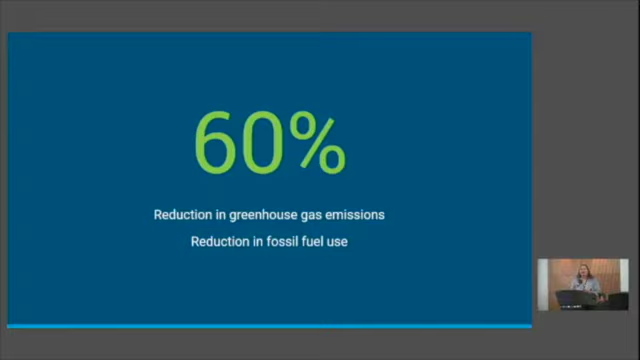 60%
Reduction in greenhouse gas emissions
Reduction in fossil fuel use